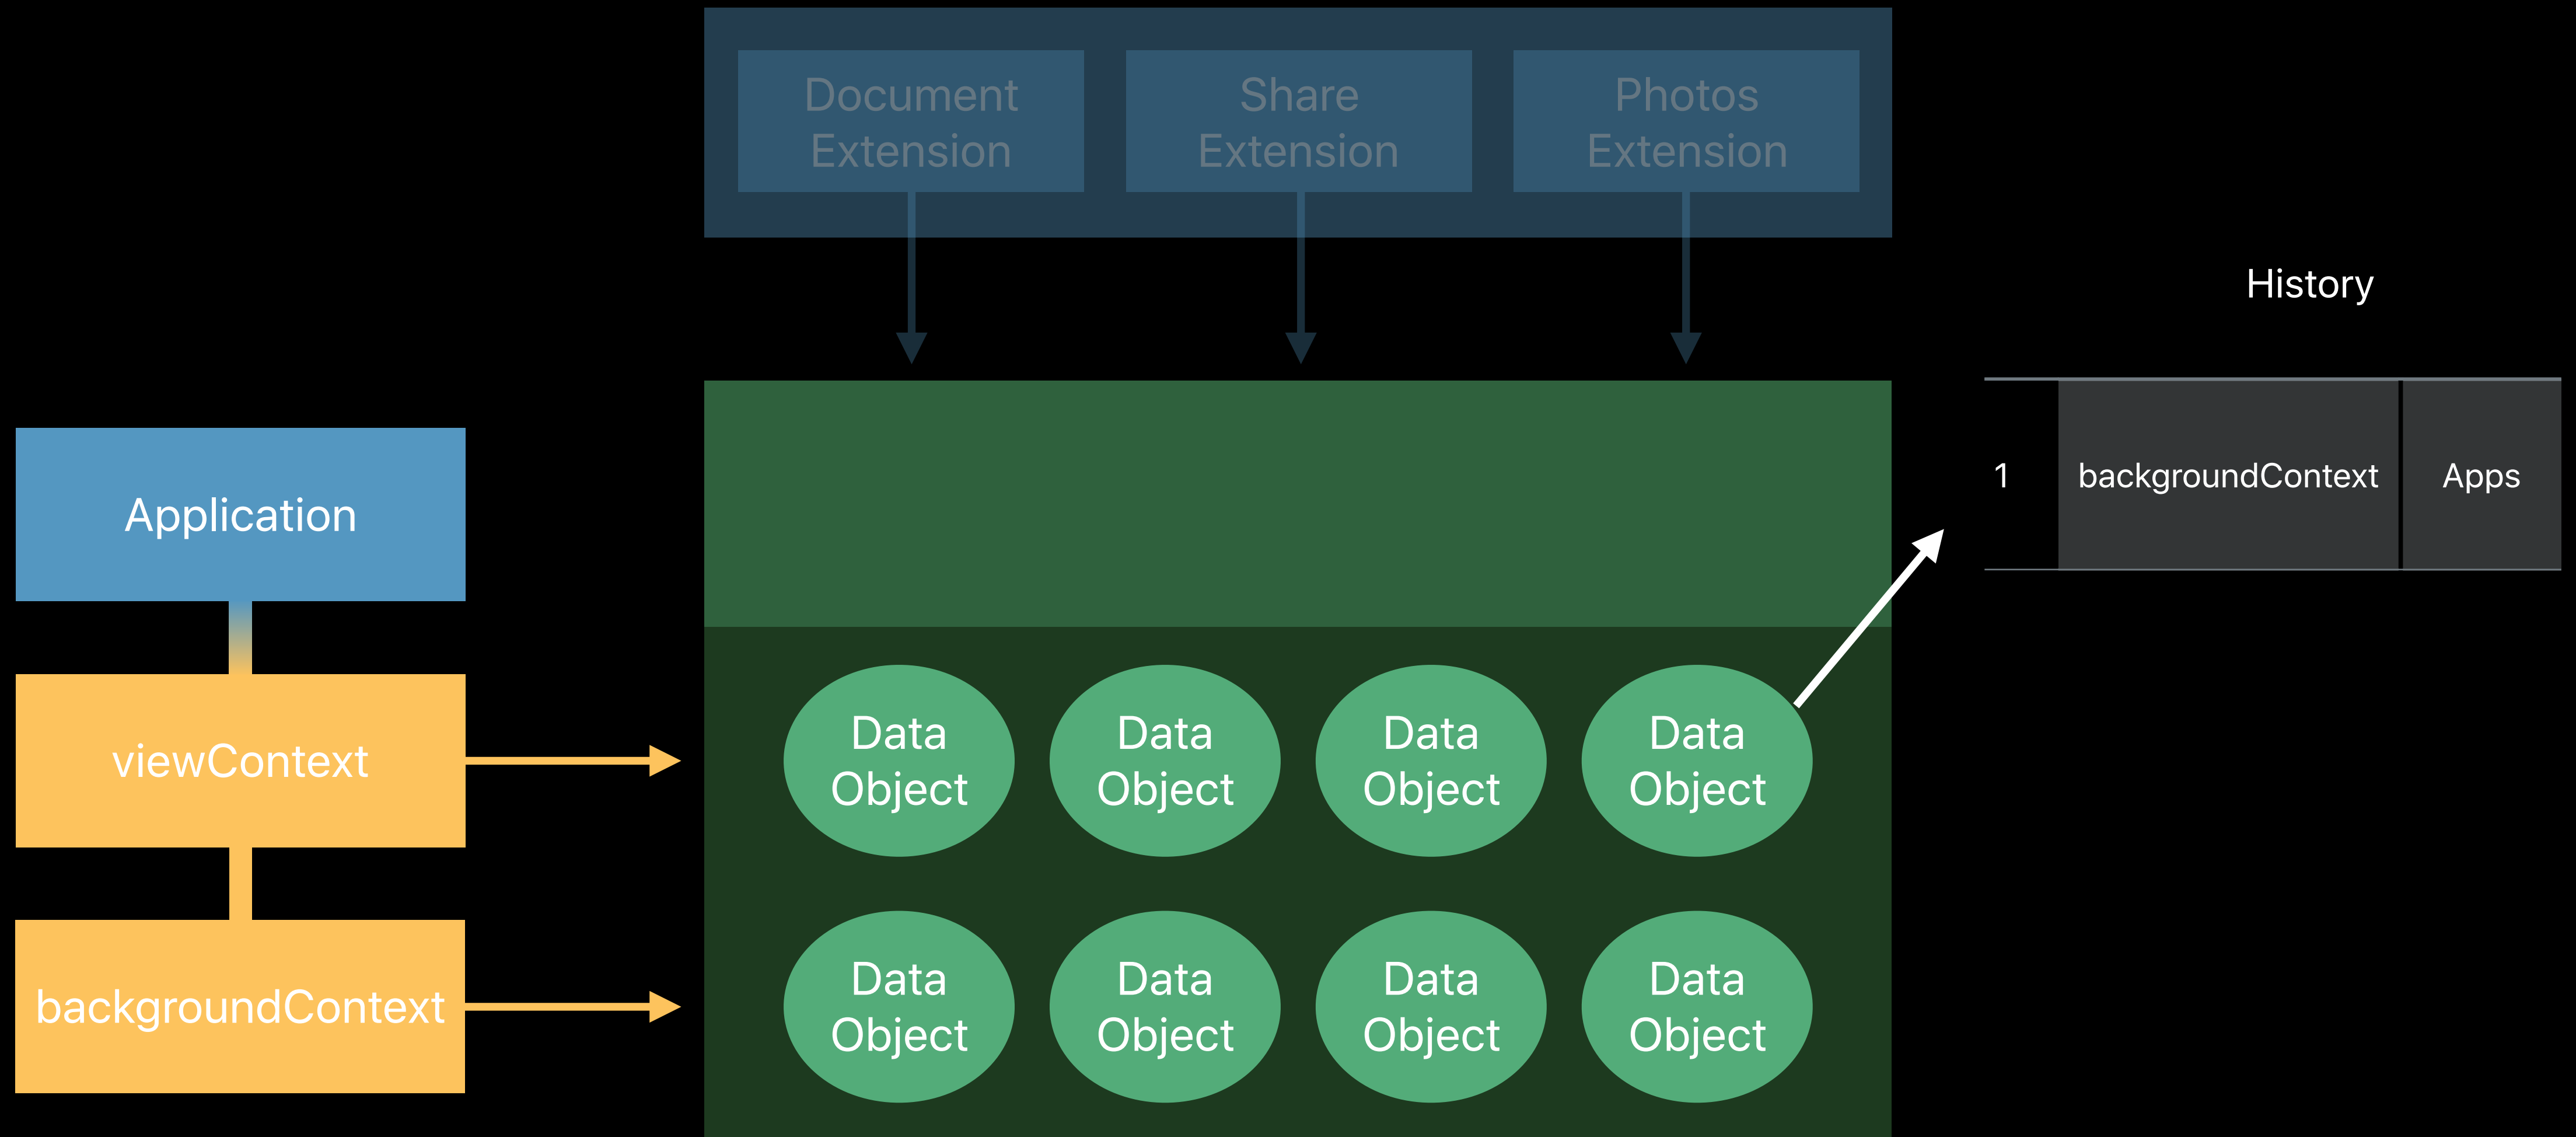 Document
Extension
Share
Extension
Photos
Extension
History
1 backgroundContext Apps
Application
viewContext
backgroundContext
Data
Object
Data
Object
Data
Object
Data
Object
Data
Object
Data
Object
Data
Object
Data
Object